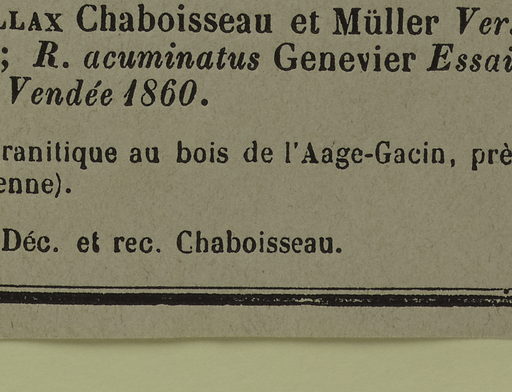 LLAX Chaboisseau et Müller Vers
; R. acuminatus Genevier Essai
Vendée 1860.
ranitique au bois de l'Aage-Gacin, prè
enne).
Déc. et rec. Chaboisseau.